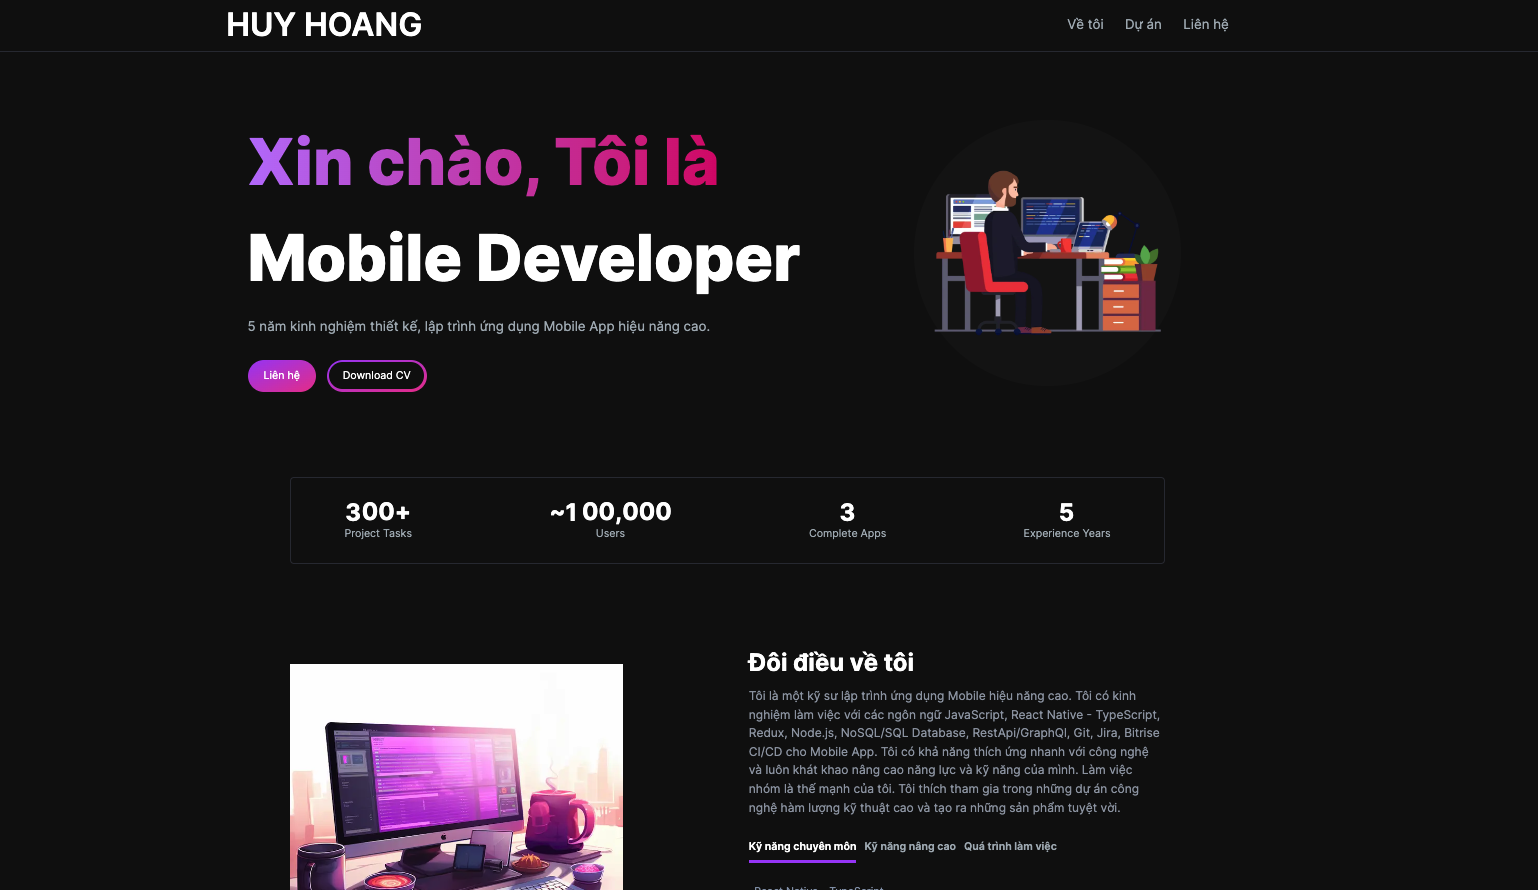 HUY HOANG
Về tôi Dự án Liên hệ
Xin chào, Tôi là
Mobile Developer
5 năm kinh nghiệm thiết kế, lập trình ứng dụng Mobile App hiệu năng cao.
Liên hệ Download CV
300+ ~100,000 3 5
Project Tasks Users Complete Apps Experience Years
Đôi điều về tôi
Tôi là một kỹ sư lập trình ứng dụng Mobile hiệu năng cao. Tôi có kinh
nghiệm làm việc với các ngôn ngữ JavaScript, React Native - TypeScript,
Redux, Node.js, NoSQL/SQL Database, RestApi/GraphQl, Git, Jira, Bitrise
CI/CD cho Mobile App. Tôi có khả năng thích ứng nhanh với công nghệ
và luôn khát khao nâng cao năng lực và kỹ năng của mình. Làm việc
nhóm là thế mạnh của tôi. Tôi thích tham gia trong những dự án công
nghệ hàm lượng kỹ thuật cao và tạo ra những sản phẩm tuyệt vời.
Kỹ năng chuyên môn Kỹ năng nâng cao Quá trình làm việc
React Native - TypeScript